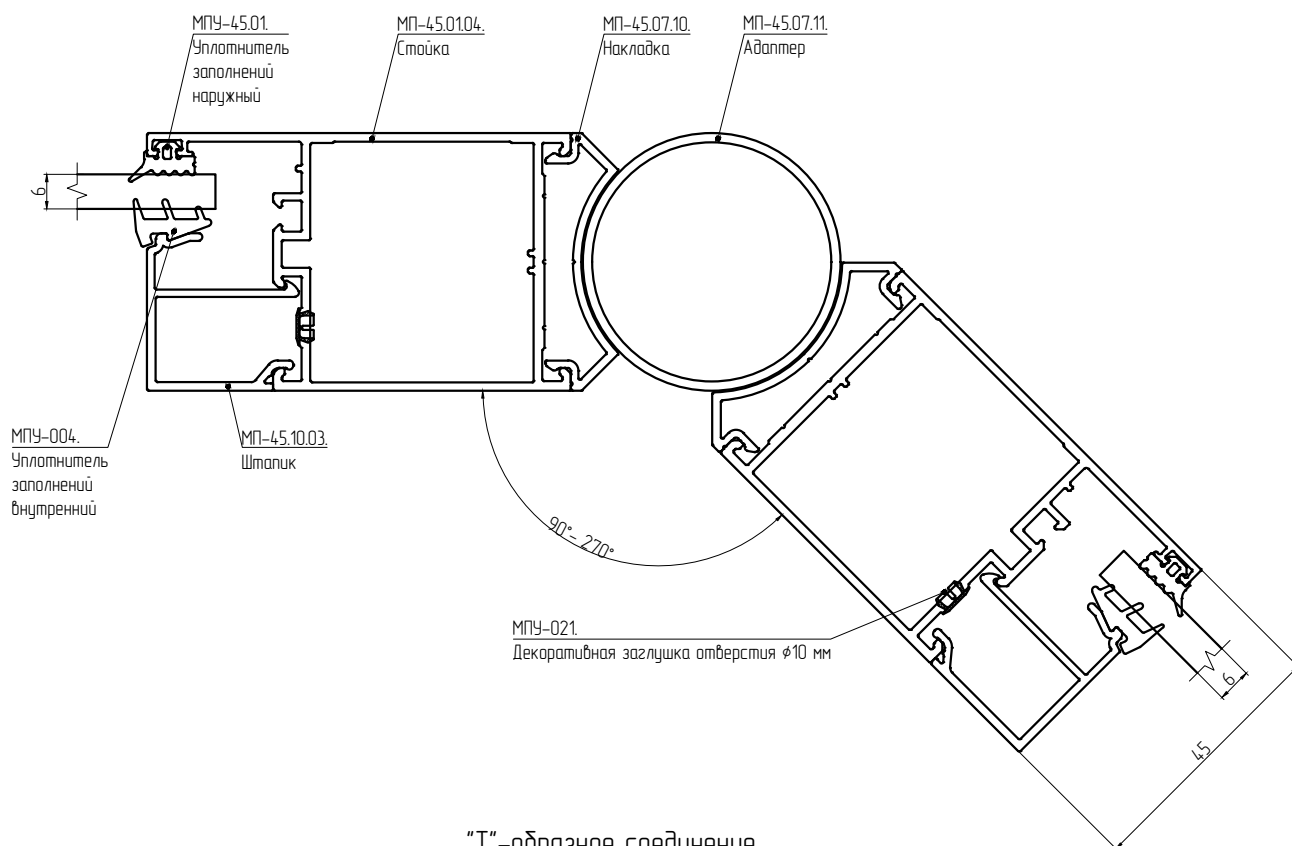 МПУ-45.01.
Уплотнитель
заполнений
наружный
МП-45.01.04.
Стойка
МП-45.07.10.
Накладка
МП-45.07.11.
Адаптер
6
МПУ-004.
Уплотнитель
заполнений
внутренний
МП-45.10.03.
Штапик
90°- 270°
МПУ-021.
Декоративная заглушка отверстия ϕ10 мм
6
45
"Т"-образное соединение